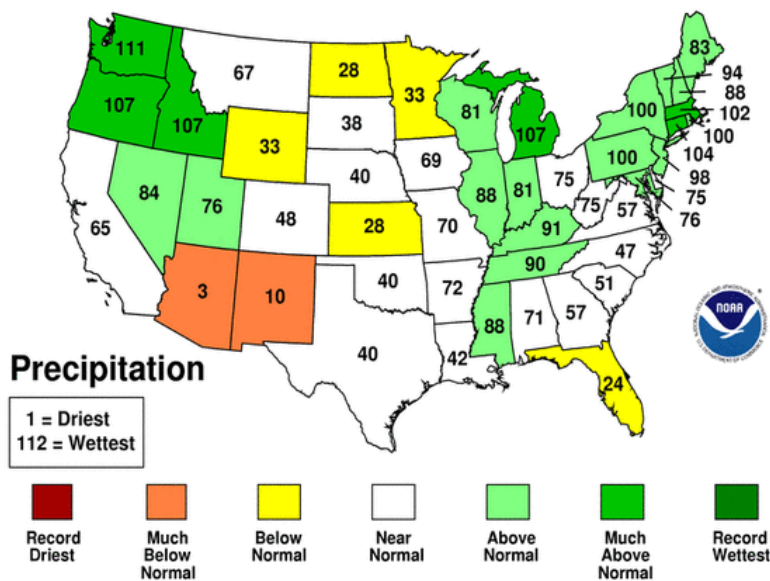 111
67
28
33
83
94
88
102
100
104
98
75
76
107
107
33
38
81
107
100
100
65
84
76
48
40
28
69
88
81
75
75
57
70
91
47
3
10
40
72
90
51
40
42
88
71
57
24
NOAA
Precipitation
1 = Driest
112 = Wettest
Record
Driest
Much
Below
Normal
Below
Normal
Near
Normal
Above
Normal
Much
Above
Normal
Record
Wettest